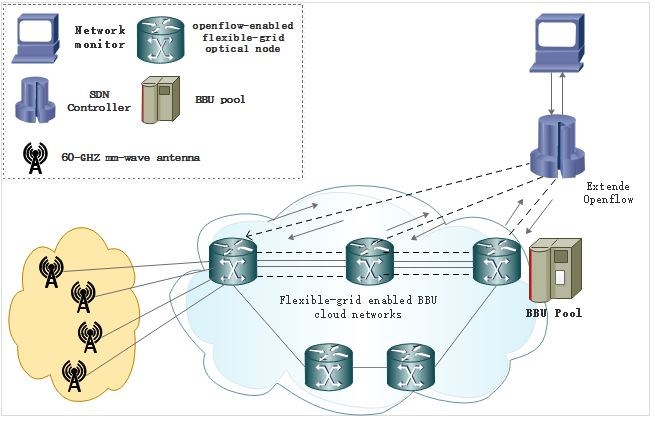 Network
monitor
openflow-enabled
flexible-grid
optical node
SDN
Controller
BBU pool
60-GHZ mm-wave antenna
Extende
Openflow
Flexible-grid enabled BBU
cloud networks
BBU Pool